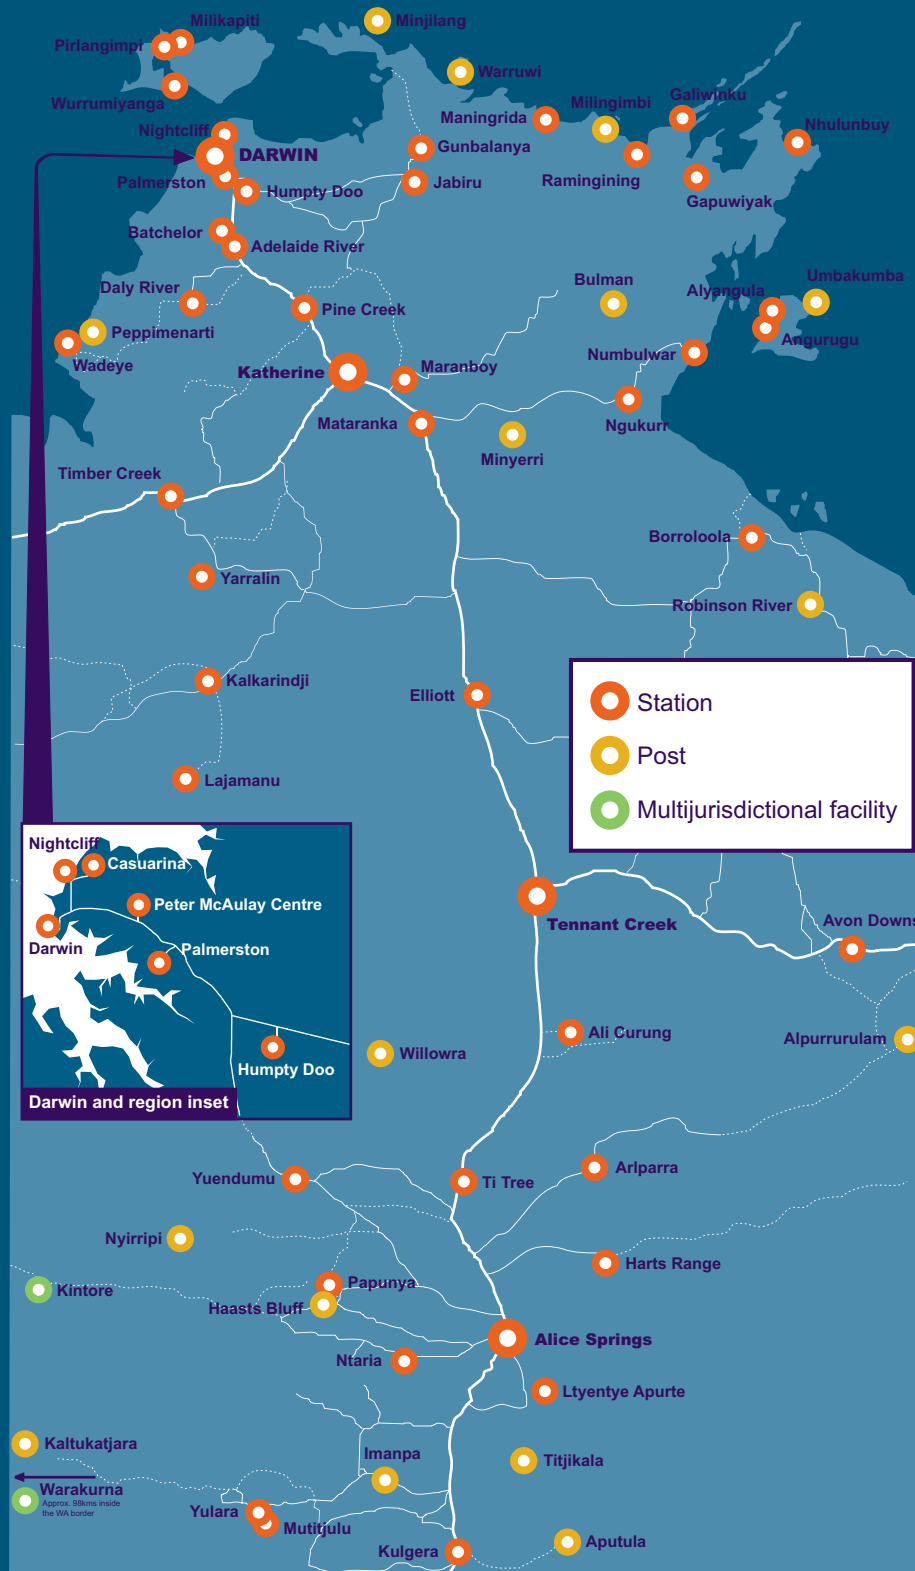 Milikapiti
Minjilang
Pirlangimpi
Warruwi
Wurrumiyanga
Milingimbi
Galiwinku
Maningrida
Nightcliff
Nhulunbuy
Gunbalanya
DARWIN
Ramingining
Palmerston
Humpty Doo
Jabiru
Gapuwiyak
Batchelor
Adelaide River
Bulman
Umbakumba
Daly River
Alyangula
Pine Creek
Peppimenarti
Angurugu
Wadeye
Numbulwar
Maranboy
Katherine
Mataranka
Ngukurr
Minyerri
Timber Creek
Borroloola
Yarralin
Robinson River
Kalkarindji
Elliott
Station
Post
Multijurisdictional facility
Lajamanu
Nightcliff
Casuarina
Peter McAulay Centre
Darwin
Palmerston
Humpty Doo
Darwin and region inset
Tennant Creek
Avon Downs
Ali Curung
Alpurrurulam
Willowra
Yuendumu
Ti Tree
Arlparra
Nyirripi
Harts Range
Kintore
Papunya
Haasts Bluff
Alice Springs
Ntaria
Ltyentye Apurte
Kaltukatjara
Imanpa
Titjikala
Warakurna
Approx. 98kms inside
the WA border
Yulara
Mutitjulu
Kulgera
Aputula